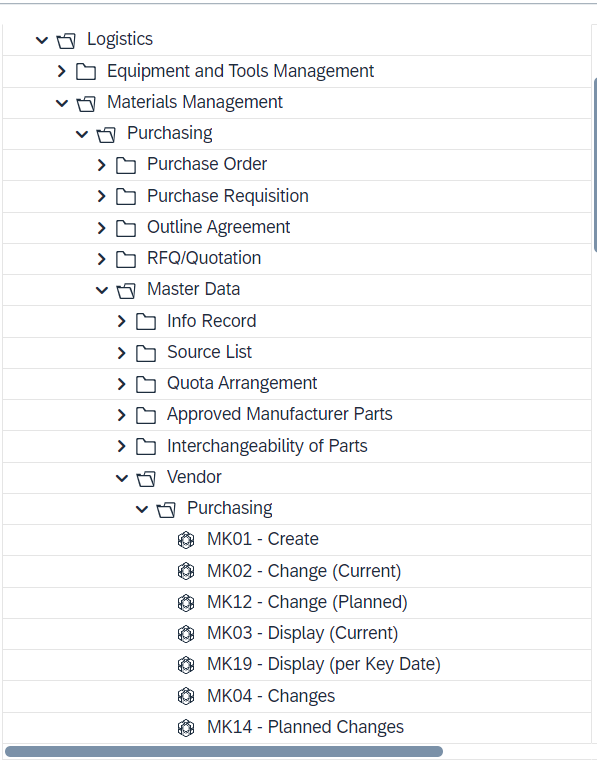 Logistics
Equipment and Tools Management
Materials Management
Purchasing
Purchase Order
Purchase Requisition
Outline Agreement
RFQ/Quotation
Master Data
Info Record
Source List
Quota Arrangement
Approved Manufacturer Parts
Interchangeability of Parts
Vendor
Purchasing
MK01 - Create
MK02 - Change (Current)
MK12 - Change (Planned)
MK03 - Display (Current)
MK19 - Display (per Key Date)
MK04 - Changes
MK14 - Planned Changes